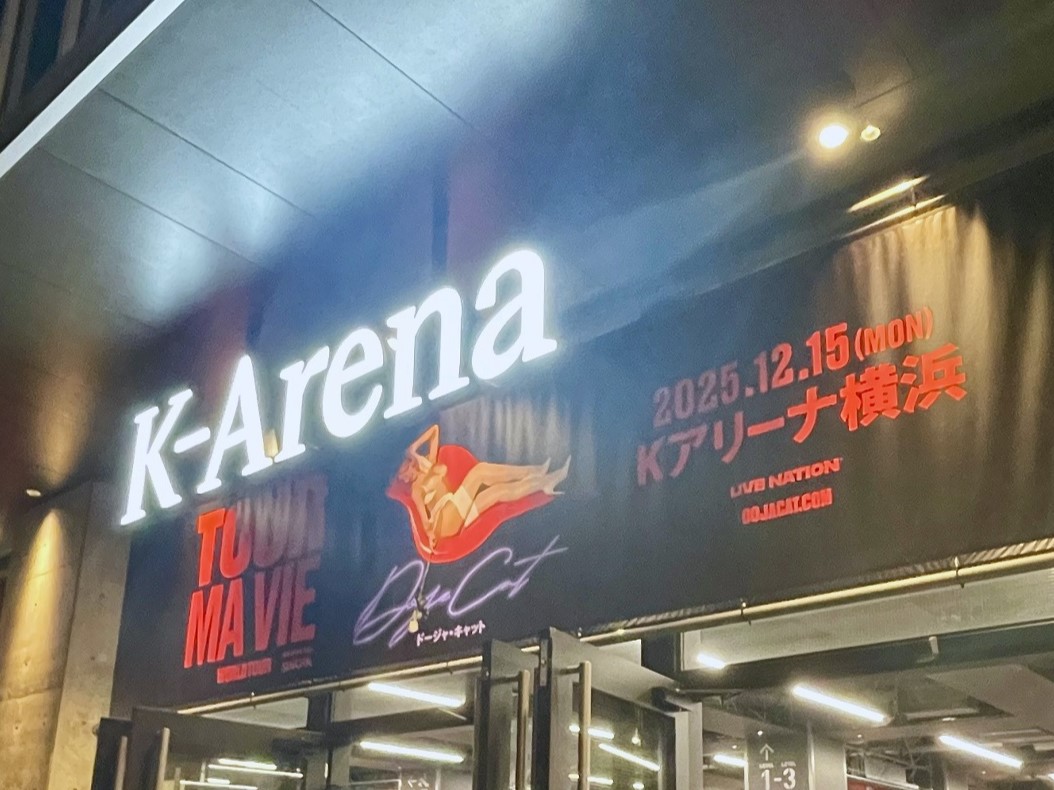 K-Arena
TOUR
MA VIE
WORLD TOUR
Doja Cat
ドージャ・キャット
2025.12.15(MON)
Kアリーナ横浜
LIVE NATION
DOJACAT.COM
↑
LEVEL
1-3